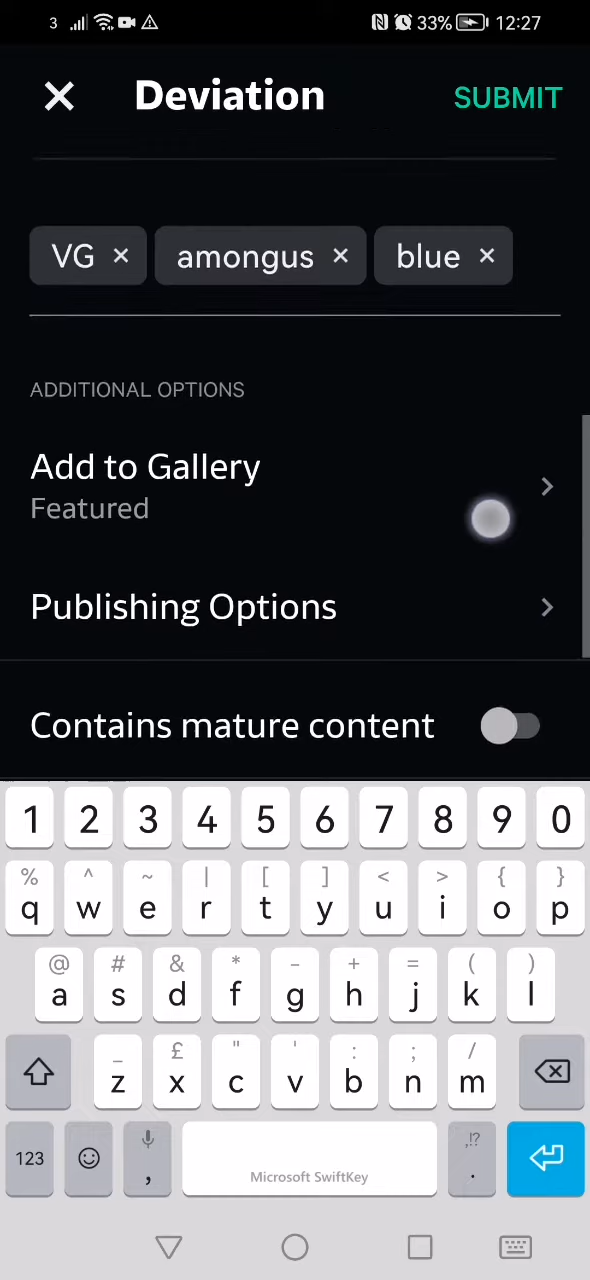 3 33% 12:27
× Deviation SUBMIT
VG × amongus × blue ×
ADDITIONAL OPTIONS
Add to Gallery
Featured
Publishing Options
Contains mature content
1 2 3 4 5 6 7 8 9 0
% ^ ~ | [ ] < > { }
q w e r t y u i o p
@ # & * - + = ( )
a s d f g h j k l
_ £ " ' : ; /
z x c v b n m
123 , Microsoft SwiftKey ,!? .